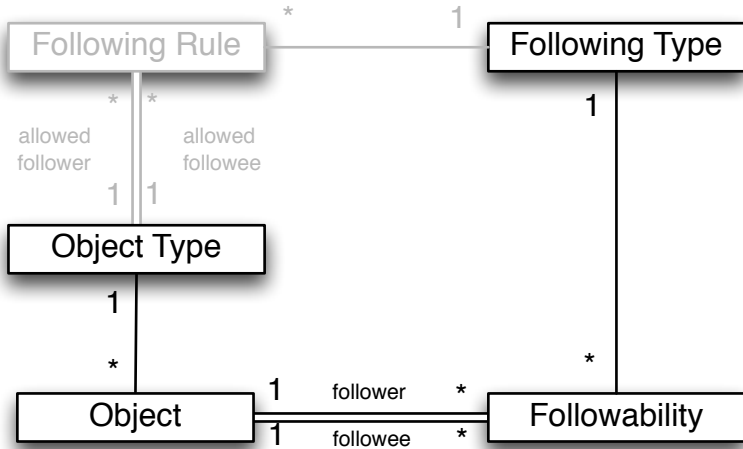 * 1
Following Rule
Following Type
* *
1
allowed
follower
allowed
followee
1 1
Object Type
1
*
*
1 follower *
Object
Followability
1 followee *